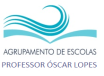 AGRUPAMENTO DE ESCOLAS
PROFESSOR ÓSCAR LOPES